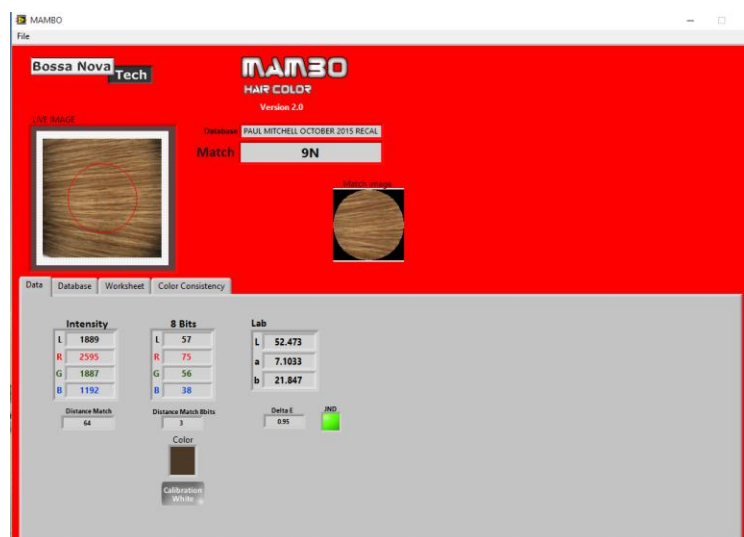 MAMBO
File
Bossa Nova
Tech
MAMBO
HAIR COLOR
Version 2.0
LIVE IMAGE
Database PAUL MITCHELL OCTOBER 2015 RECAL
Match 9N
Match image
Data Database Worksheet Color Consistency
Intensity 8 Bits Lab
L 1889 L 57 L 52.473
R 2595 R 75 a 7.1033
G 1887 G 56 b 21.847
B 1192 B 38
Distance Match Distance Match 8bits Delta E JND
64 3 0.95
Color
Calibration
White